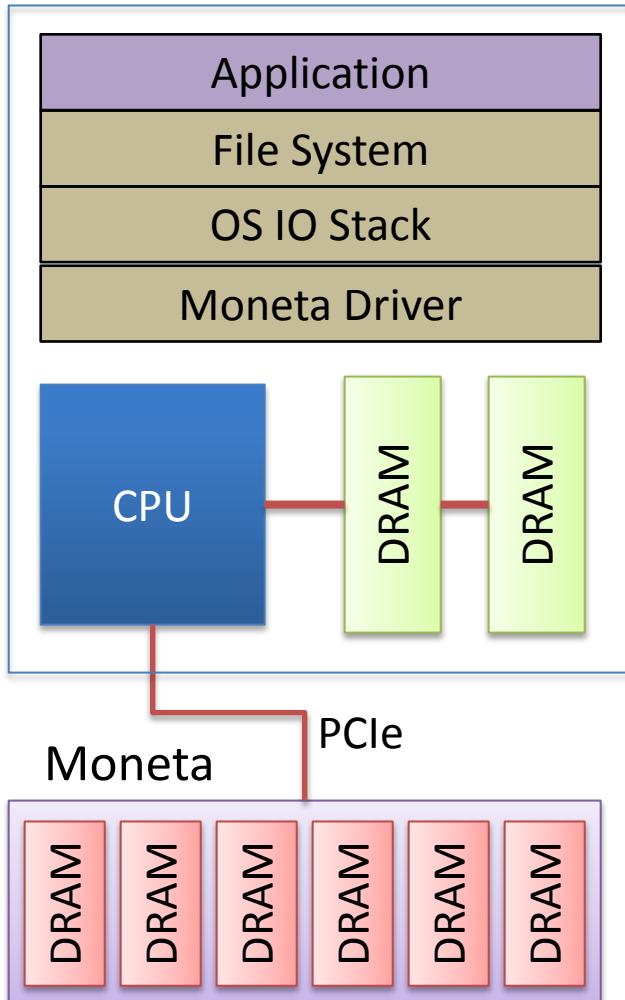 Application
File System
OS IO Stack
Moneta Driver
CPU
DRAM
DRAM
PCIe
Moneta
DRAM
DRAM
DRAM
DRAM
DRAM
DRAM